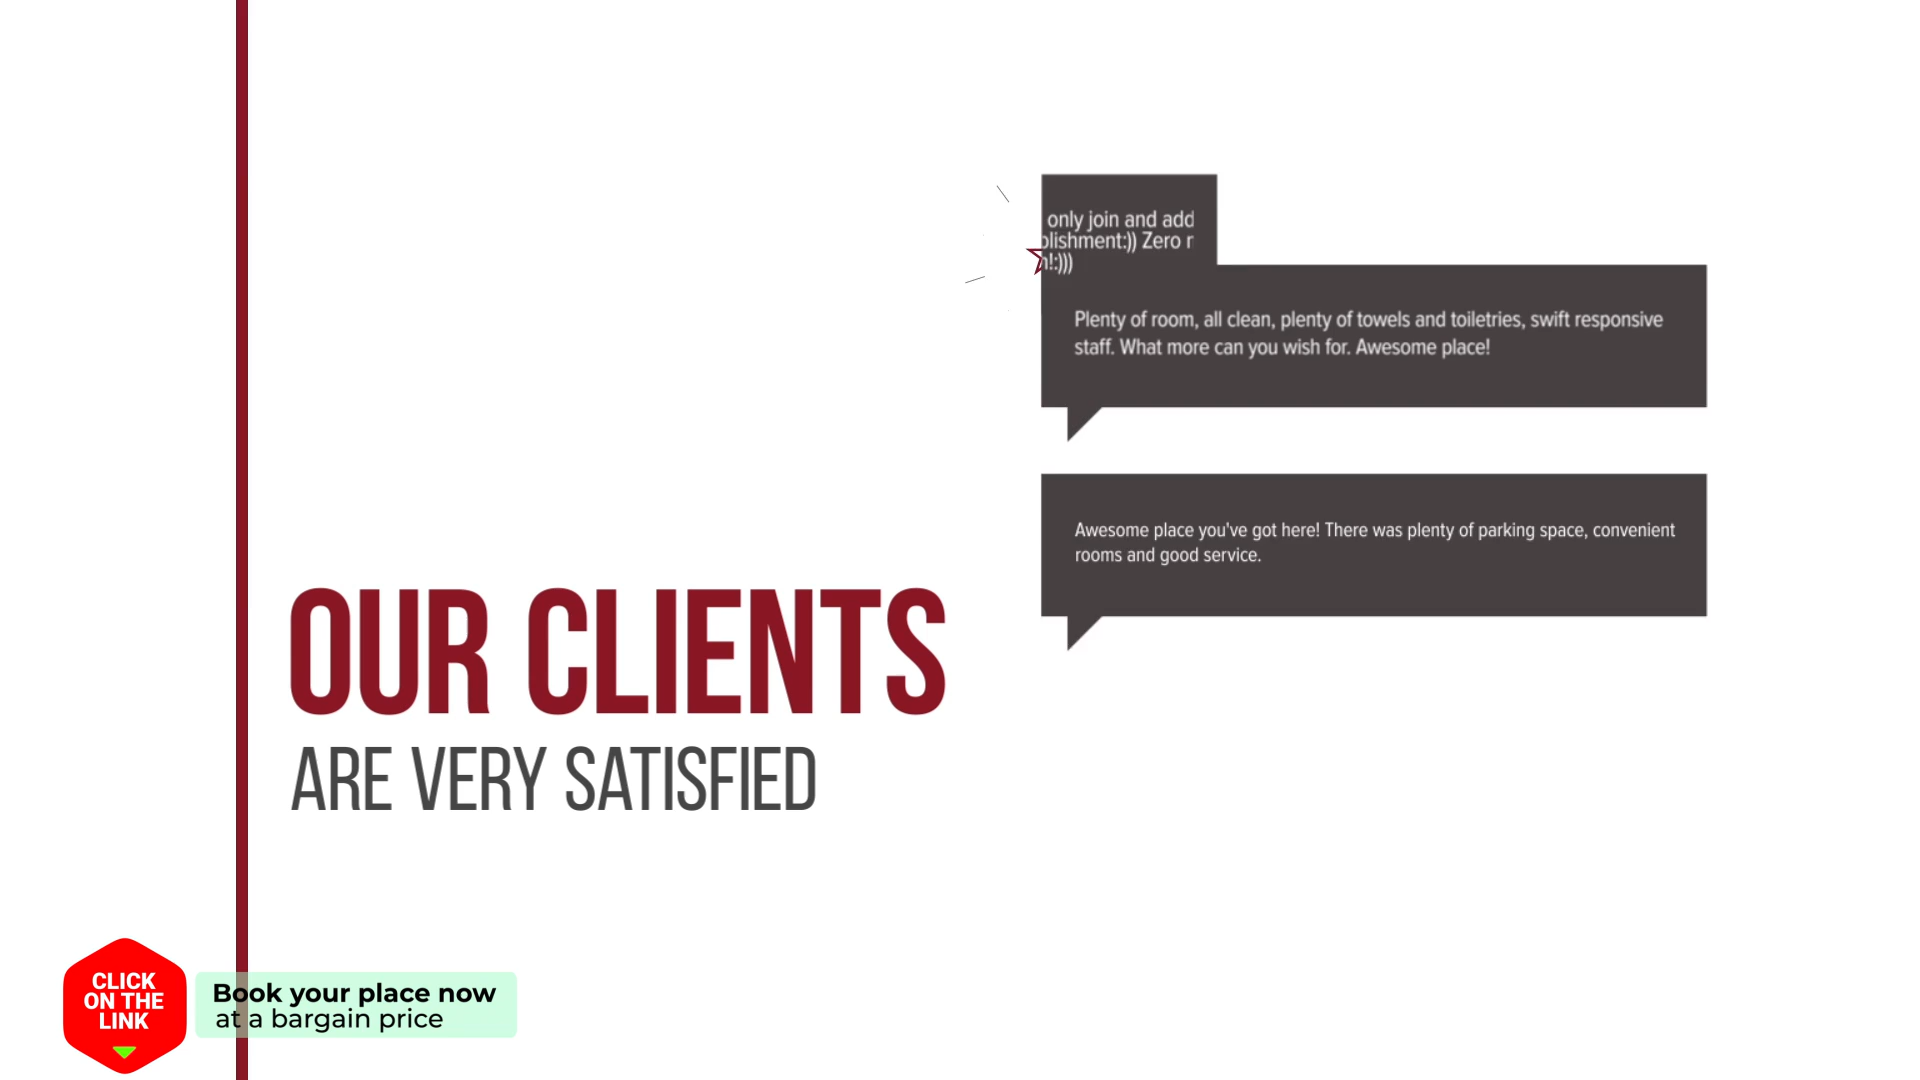 only join and add
Zero
Plenty of room, all clean, plenty of towels and toiletries, swift responsive
staff. What more can you wish for. Awesome place!
Awesome place you've got here! There was plenty of parking space, convenient
rooms and good service.
OUR CLIENTS
ARE VERY SATISFIED
CLICK
ON THE
LINK
Book your place now
at a bargain price